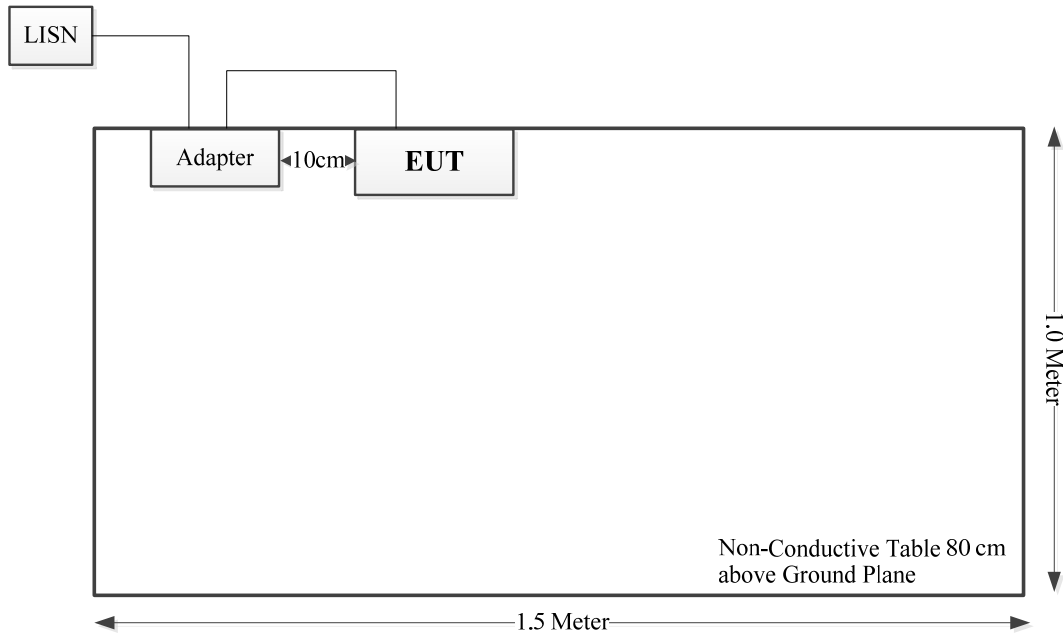 LISN
Adapter
10cm
EUT
1.0 Meter
Non-Conductive Table 80 cm
above Ground Plane
1.5 Meter